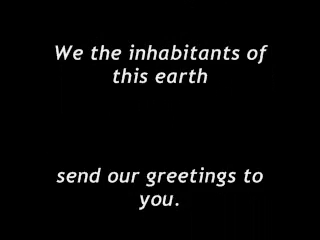 We the inhabitants of
this earth
send our greetings to
you.